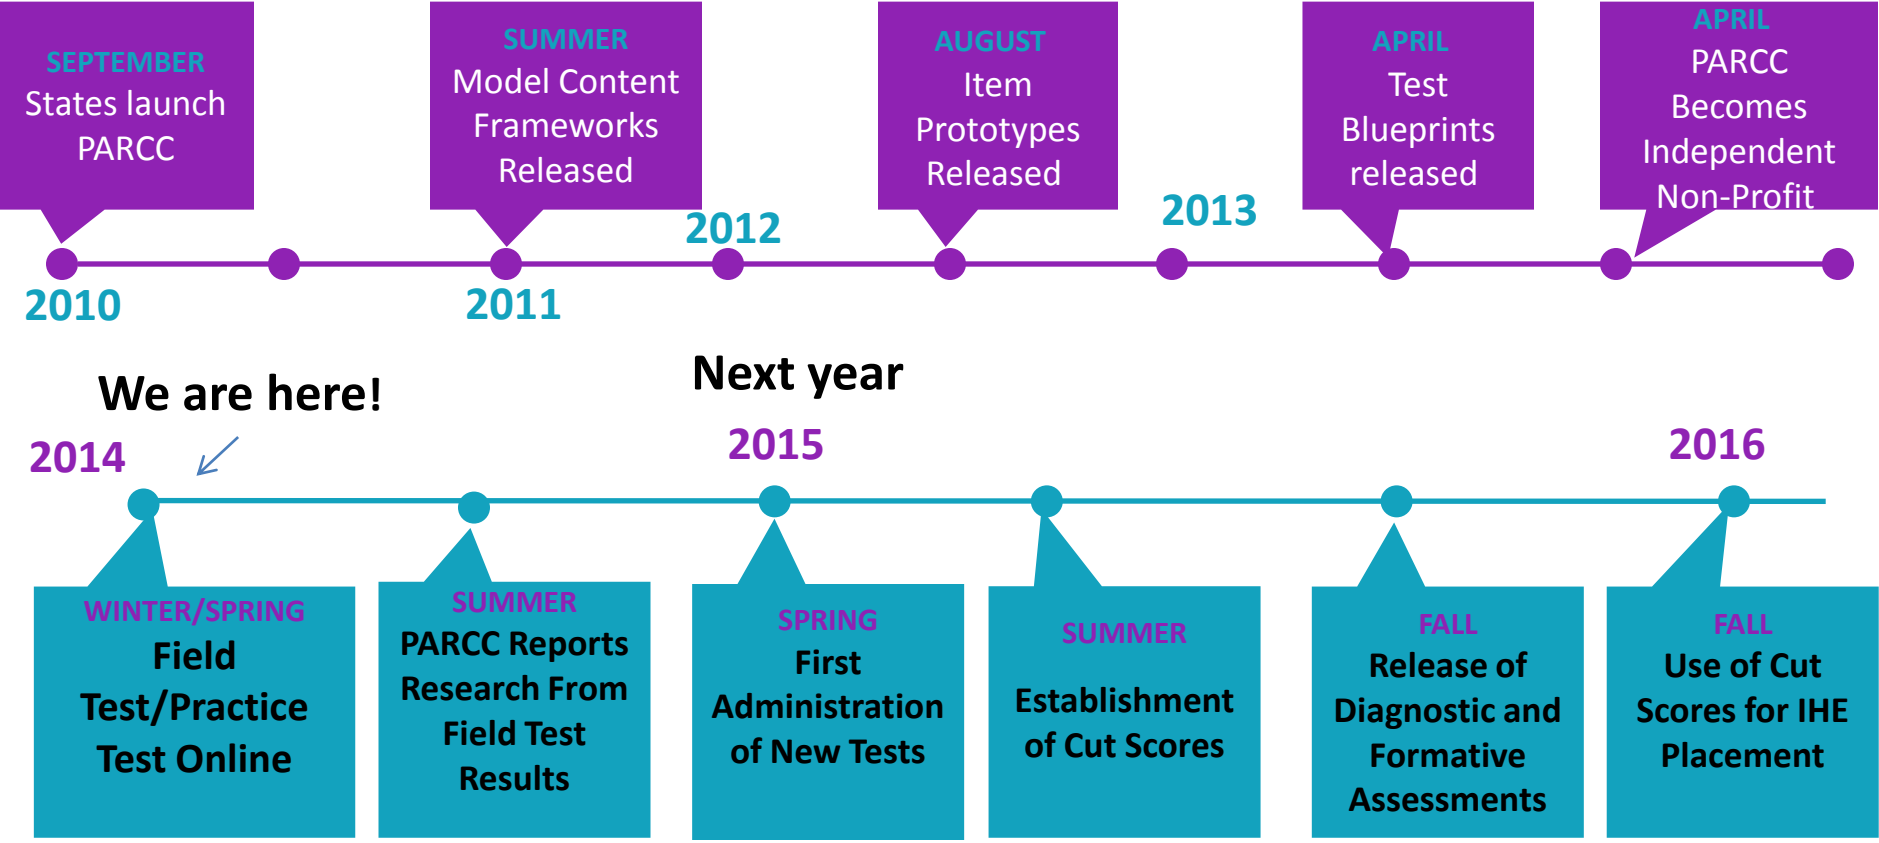 SEPTEMBER
States launch
PARCC
SUMMER
Model Content
Frameworks
Released
AUGUST
Item
Prototypes
Released
APRIL
Test
Blueprints
released
APRIL
PARCC
Becomes
Independent
Non-Profit
2010
2011
2012
2013
We are here!
Next year
2014
2015
2016
WINTER/SPRING
Field
Test/Practice
Test Online
SUMMER
PARCC Reports
Research From
Field Test
Results
SPRING
First
Administration
of New Tests
SUMMER
Establishment
of Cut Scores
FALL
Release of
Diagnostic and
Formative
Assessments
FALL
Use of Cut
Scores for IHE
Placement